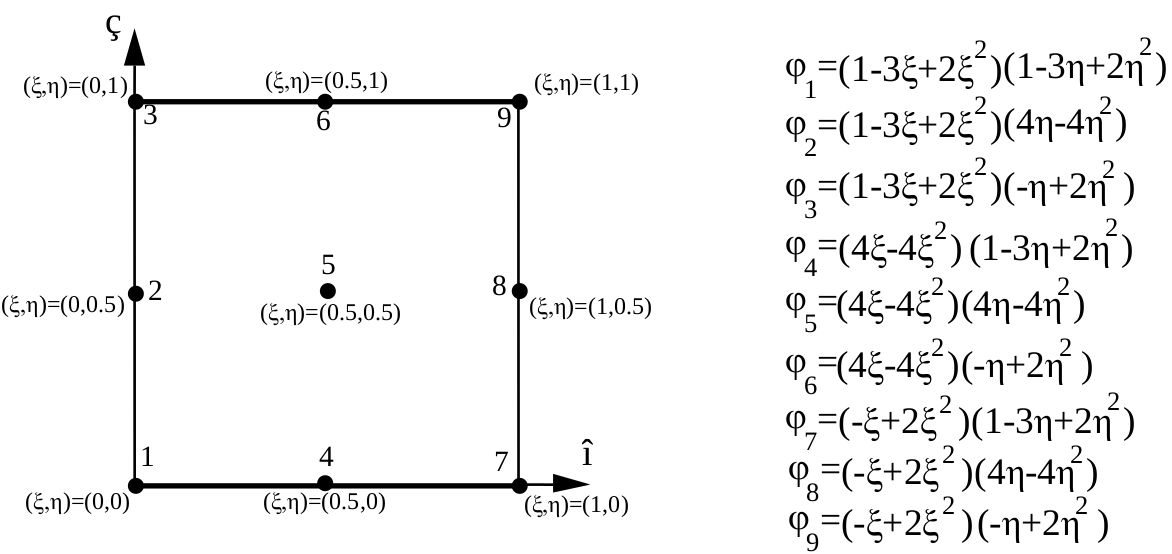 ç
(ξ,η)=(0,1)
(ξ,η)=(0.5,1)
(ξ,η)=(1,1)
3
6
9
5
2
8
(ξ,η)=(0,0.5)
(ξ,η)=(0.5,0.5)
(ξ,η)=(1,0.5)
1
4
7
î
(ξ,η)=(0,0)
(ξ,η)=(0.5,0)
(ξ,η)=(1,0)
φ₁=(1-3ξ+2ξ²)(1-3η+2η²)
φ₂=(1-3ξ+2ξ²)(4η-4η²)
φ₃=(1-3ξ+2ξ²)(-η+2η²)
φ₄=(4ξ-4ξ²)(1-3η+2η²)
φ₅=(4ξ-4ξ²)(4η-4η²)
φ₆=(4ξ-4ξ²)(-η+2η²)
φ₇=(-ξ+2ξ²)(1-3η+2η²)
φ₈=(-ξ+2ξ²)(4η-4η²)
φ₉=(-ξ+2ξ²)(-η+2η²)